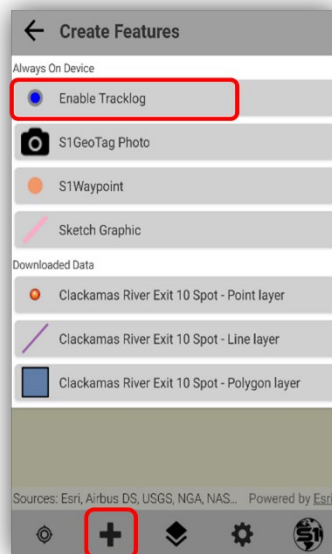 Create Features
Always On Device
Enable Tracklog
S1GeoTag Photo
S1Waypoint
Sketch Graphic
Downloaded Data
Clackamas River Exit 10 Spot - Point layer
Clackamas River Exit 10 Spot - Line layer
Clackamas River Exit 10 Spot - Polygon layer
Sources: Esri, Airbus DS, USGS, NGA, NAS... Powered by Esri
S1